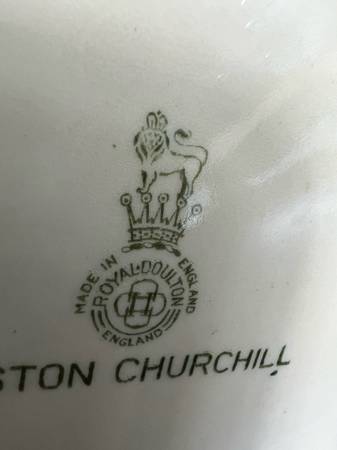 MADE IN ENGLAND
ROYAL·DOULTON
ENGLAND
STON CHURCHILL